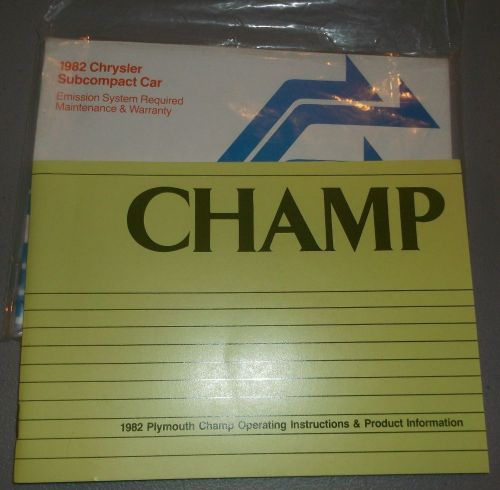 1982 Chrysler
Subcompact Car
Emission System Required
Maintenance & Warranty
CHAMP
1982 Plymouth Champ Operating Instructions & Product Information